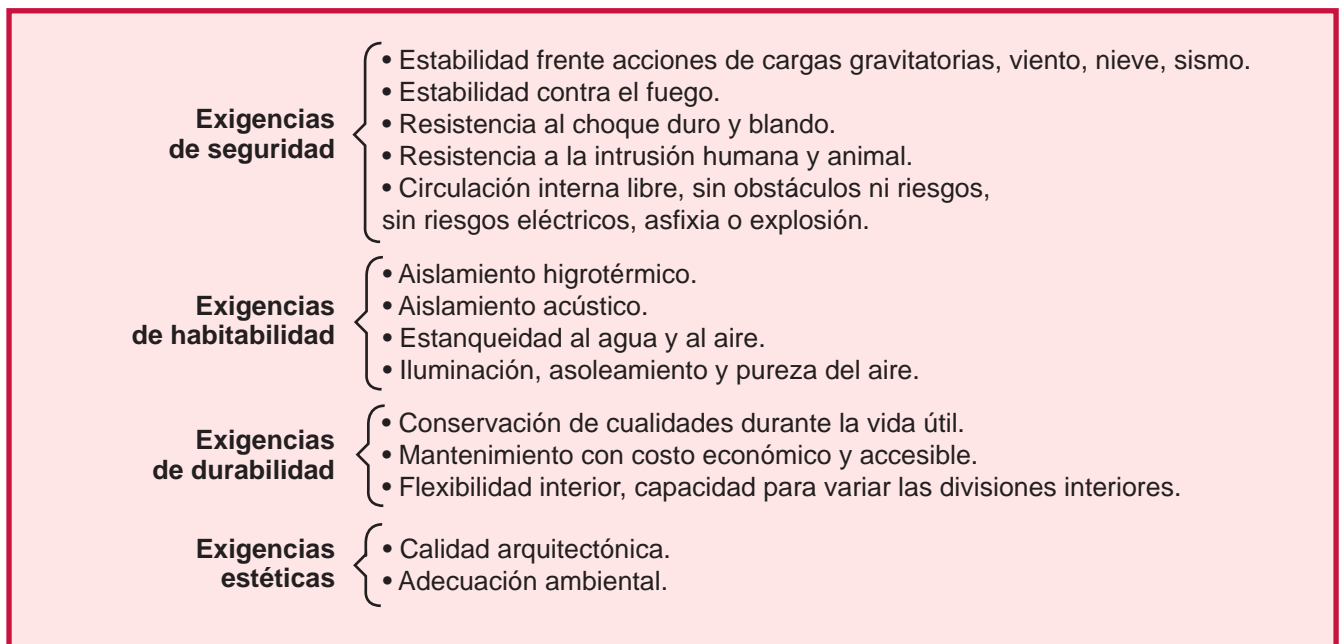 Exigencias
de seguridad
• Estabilidad frente acciones de cargas gravitatorias, viento, nieve, sismo.
• Estabilidad contra el fuego.
• Resistencia al choque duro y blando.
• Resistencia a la intrusión humana y animal.
• Circulación interna libre, sin obstáculos ni riesgos,
sin riesgos eléctricos, asfixia o explosión.
Exigencias
de habitabilidad
• Aislamiento higrotérmico.
• Aislamiento acústico.
• Estanqueidad al agua y al aire.
• Iluminación, asoleamiento y pureza del aire.
Exigencias
de durabilidad
• Conservación de cualidades durante la vida útil.
• Mantenimiento con costo económico y accesible.
• Flexibilidad interior, capacidad para variar las divisiones interiores.
Exigencias
estéticas
• Calidad arquitectónica.
• Adecuación ambiental.